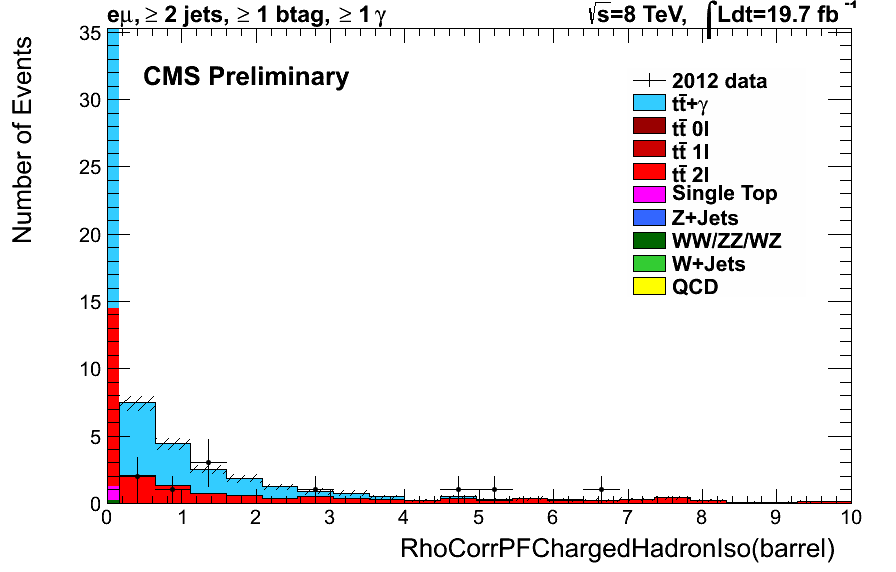 eμ, ≥ 2 jets, ≥ 1 btag, ≥ 1 γ √s=8 TeV, ∫Ldt=19.7 fb⁻¹
CMS Preliminary
2012 data
tt̄+γ
tt̄ 0l
tt̄ 1l
tt̄ 2l
Single Top
Z+Jets
WW/ZZ/WZ
W+Jets
QCD
Number of Events
35
30
25
20
15
10
5
0
0 1 2 3 4 5 6 7 8 9 10
RhoCorrPFChargedHadronIso(barrel)